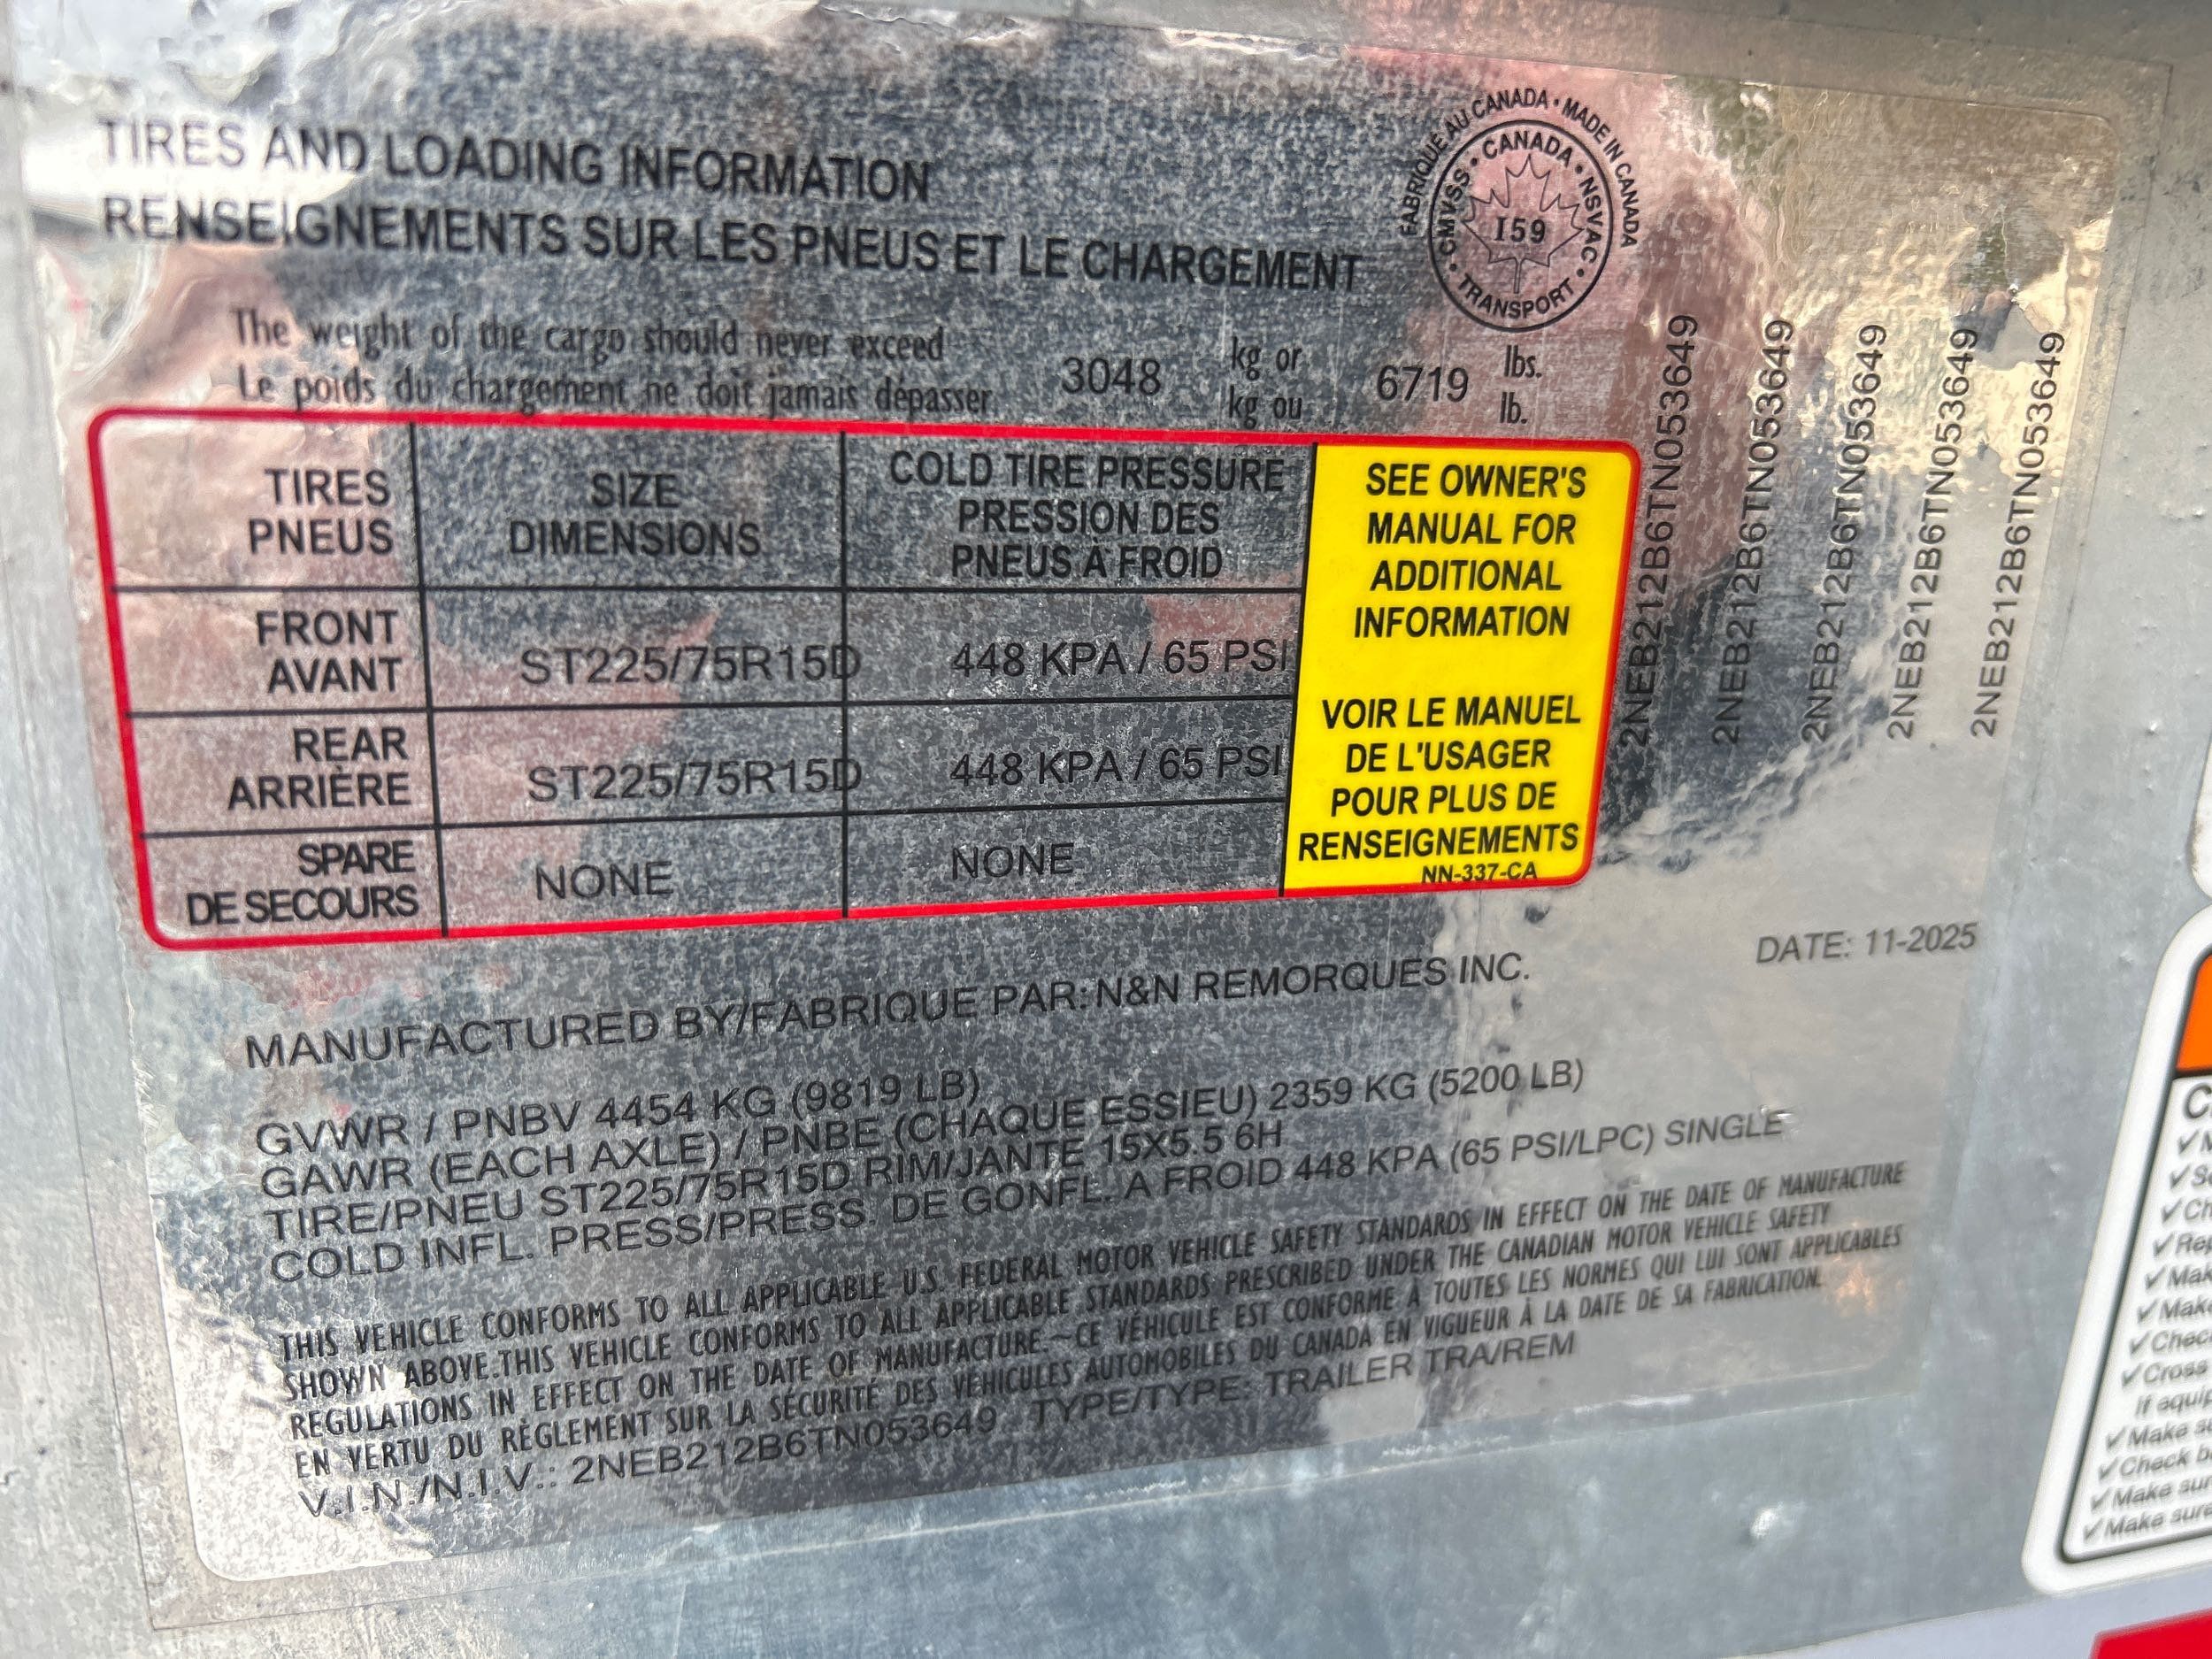 TIRES AND LOADING INFORMATION
RENSEIGNEMENTS SUR LES PNEUS ET LE CHARGEMENT
FABRIQUE AU CANADA • MADE IN CANADA
• CMVSS • CANADA • NSVAC • TRANSPORT
I59
The weight of the cargo should never exceed
Le poids du chargement ne doit jamais dépasser
3048
kg or
kg ou
6719
lbs.
lb.
TIRES
PNEUS
SIZE
DIMENSIONS
COLD TIRE PRESSURE
PRESSION DES
PNEUS À FROID
FRONT
AVANT
ST225/75R15D
448 KPA / 65 PSI
REAR
ARRIÈRE
ST225/75R15D
448 KPA / 65 PSI
SPARE
DE SECOURS
NONE
NONE
SEE OWNER'S
MANUAL FOR
ADDITIONAL
INFORMATION
VOIR LE MANUEL
DE L'USAGER
POUR PLUS DE
RENSEIGNEMENTS
NN-337-CA
2NEB212B6TN053649
2NEB212B6TN053649
2NEB212B6TN053649
2NEB212B6TN053649
2NEB212B6TN053649
DATE: 11-2025
MANUFACTURED BY/FABRIQUE PAR: N&N REMORQUES INC.
GVWR / PNBV 4454 KG (9819 LB)
GAWR (EACH AXLE) / PNBE (CHAQUE ESSIEU) 2359 KG (5200 LB)
TIRE/PNEU ST225/75R15D RIM/JANTE 15X5.5 6H
COLD INFL. PRESS/PRESS. DE GONFL. A FROID 448 KPA (65 PSI/LPC) SINGLE
THIS VEHICLE CONFORMS TO ALL APPLICABLE U.S. FEDERAL MOTOR VEHICLE SAFETY STANDARDS IN EFFECT ON THE DATE OF MANUFACTURE
SHOWN ABOVE.THIS VEHICLE CONFORMS TO ALL APPLICABLE STANDARDS PRESCRIBED UNDER THE CANADIAN MOTOR VEHICLE SAFETY
REGULATIONS IN EFFECT ON THE DATE OF MANUFACTURE.~CE VÉHICULE EST CONFORME À TOUTES LES NORMES QUI LUI SONT APPLICABLES
EN VERTU DU RÈGLEMENT SUR LA SÉCURITÉ DES VÉHICULES AUTOMOBILES DU CANADA EN VIGUEUR À LA DATE DE SA FABRICATION.
V.I.N./N.I.V.: 2NEB212B6TN053649 TYPE/TYPE: TRAILER TRA/REM
✓ Cross
If equi
✓ Make
✓ Check
✓ Make sur
✓ Make sure